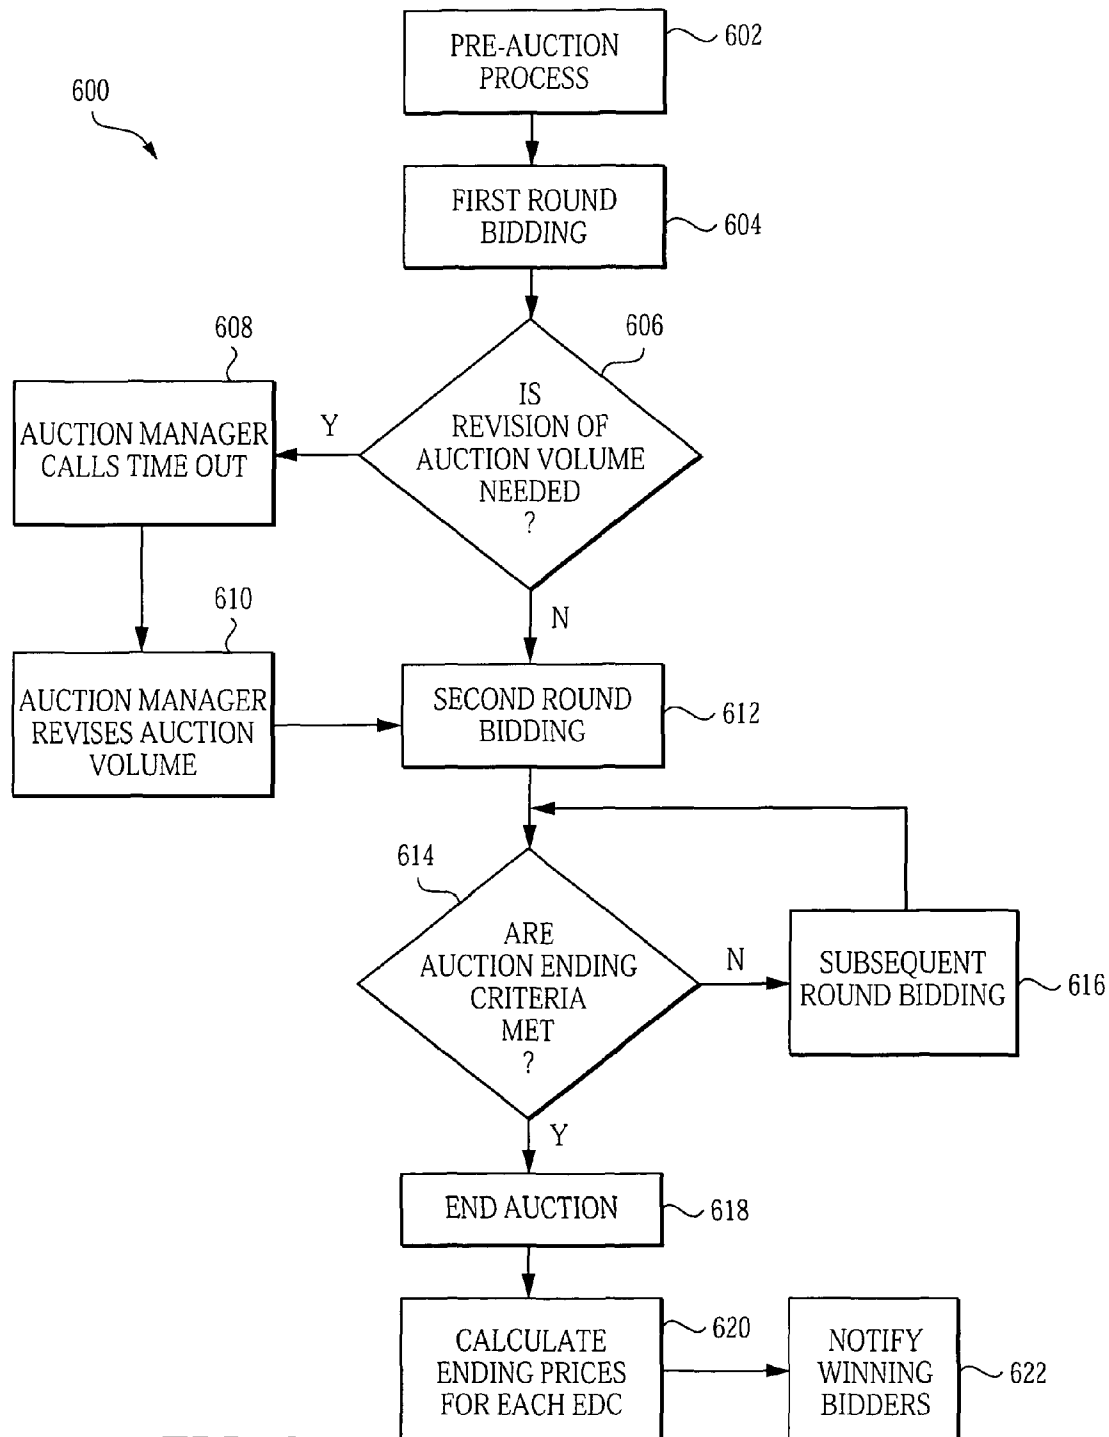 PRE-AUCTION
PROCESS
602
600
FIRST ROUND
BIDDING
604
606
IS
REVISION OF
AUCTION VOLUME
NEEDED
?
608
Y
AUCTION MANAGER
CALLS TIME OUT
N
610
AUCTION MANAGER
REVISES AUCTION
VOLUME
SECOND ROUND
BIDDING
612
614
ARE
AUCTION ENDING
CRITERIA
MET
?
N
SUBSEQUENT
ROUND BIDDING
616
Y
END AUCTION
618
CALCULATE
ENDING PRICES
FOR EACH EDC
620
NOTIFY
WINNING
BIDDERS
622